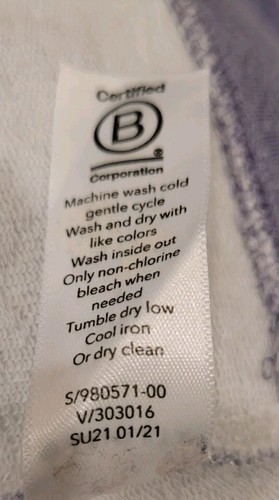 Certified
B
®
Corporation
Machine wash cold
gentle cycle
Wash and dry with
like colors
Wash inside out
Only non-chlorine
bleach when
needed
Tumble dry low
Cool iron
Or dry clean
S/980571-00
V/303016
SU21 01/21